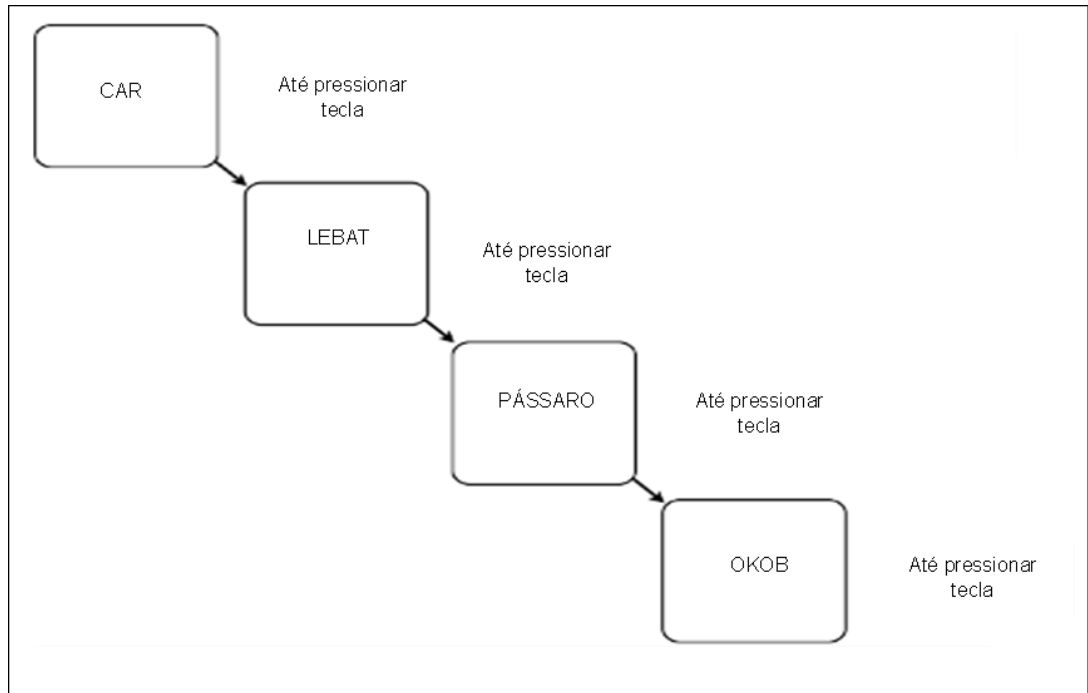 CAR
Até pressionar
tecla
LEBAT
Até pressionar
tecla
PÁSSARO
Até pressionar
tecla
OKOB
Até pressionar
tecla